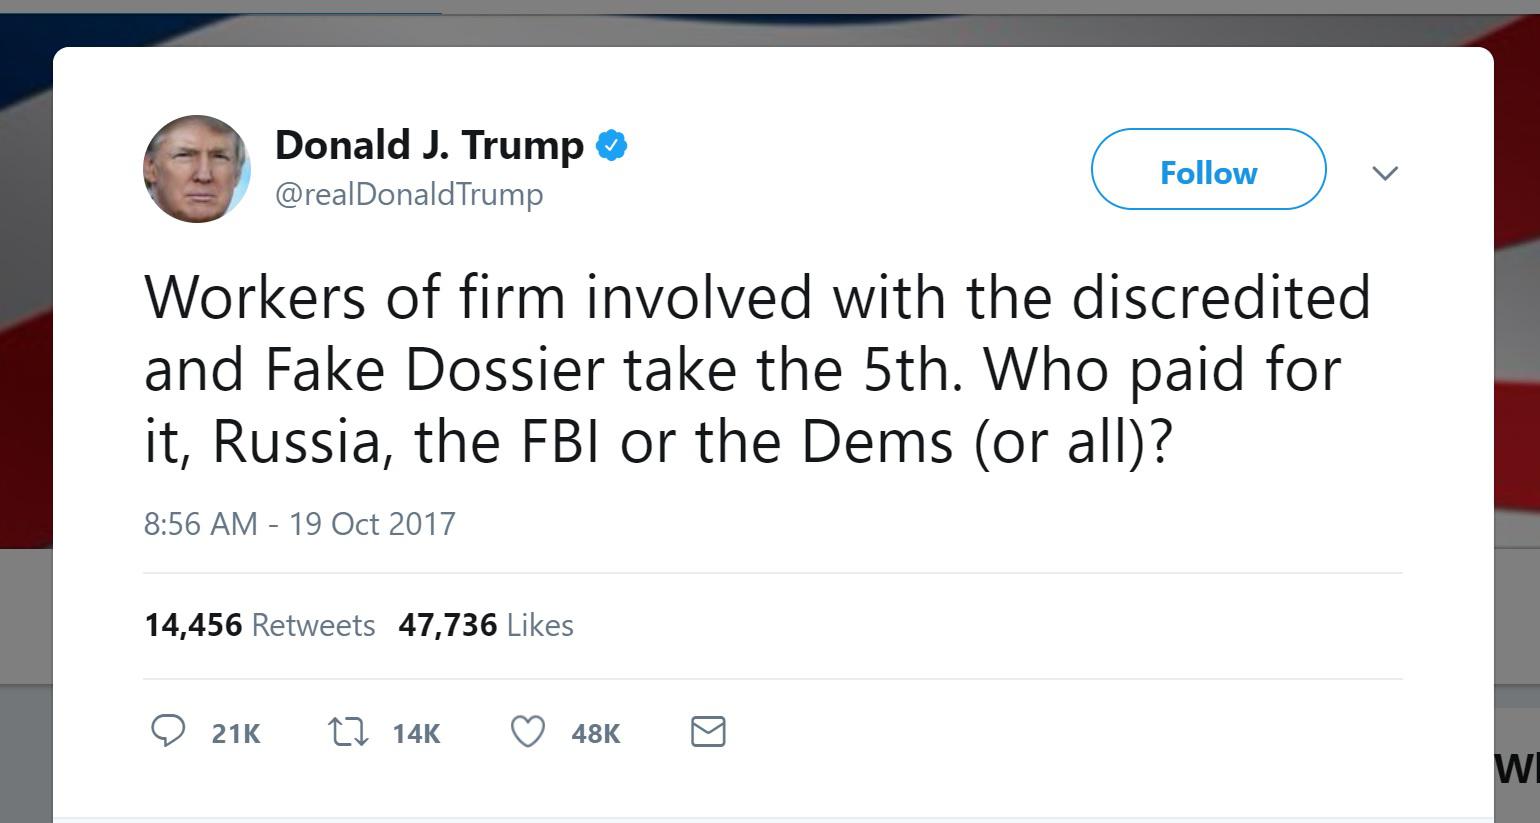 Donald J. Trump
@realDonaldTrump
Follow
Workers of firm involved with the discredited
and Fake Dossier take the 5th. Who paid for
it, Russia, the FBI or the Dems (or all)?
8:56 AM - 19 Oct 2017
14,456 Retweets 47,736 Likes
21K 14K 48K